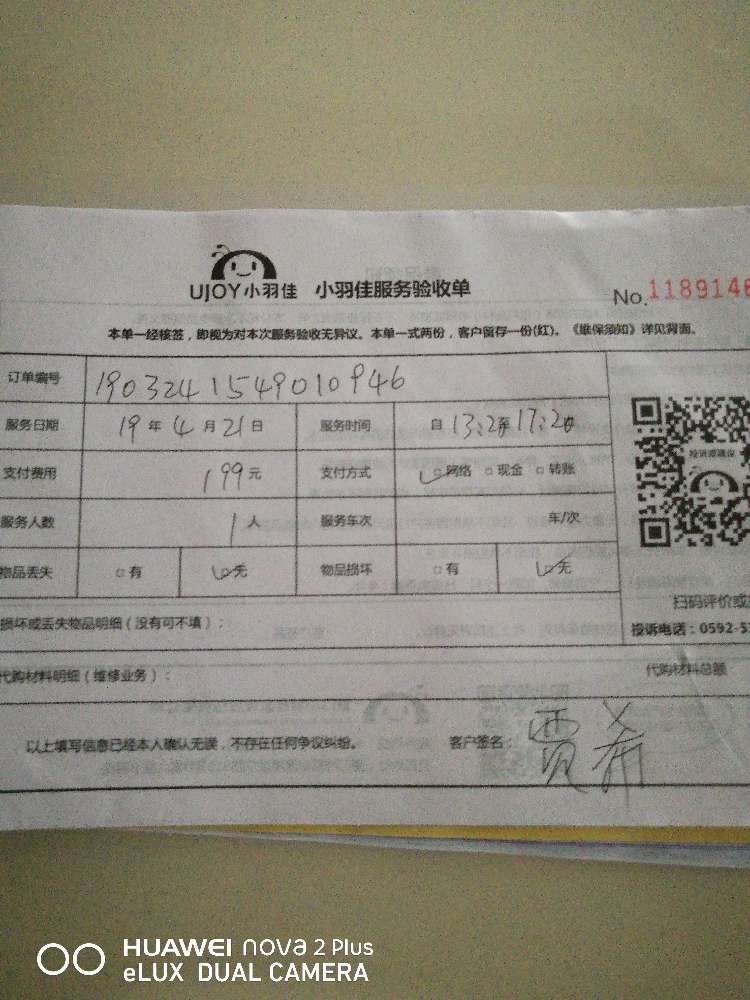 UJOY小羽佳 小羽佳服务验收单 No.1189146
本单一经核签，即视为对本次服务验收无异议。本单一式两份，客户留存一份(红)。《维保须知》详见背面。
订单编号 1903241549010946
服务日期 19 年 4 月 21 日 服务时间 自 13:20 至 17:20
支付费用 199 元 支付方式 网络 现金 转账
服务人数 1 人 服务车次 车/次
物品丢失 有 无 物品损坏 有 无
扫码评价或
损坏或丢失物品明细（没有可不填）： 投诉电话：0592-5
代购材料明细（维修业务）： 代购材料总额
以上填写信息已经本人确认无误，不存在任何争议纠纷。 客户签名： 贾希
HUAWEI nova 2 Plus
eLUX DUAL CAMERA